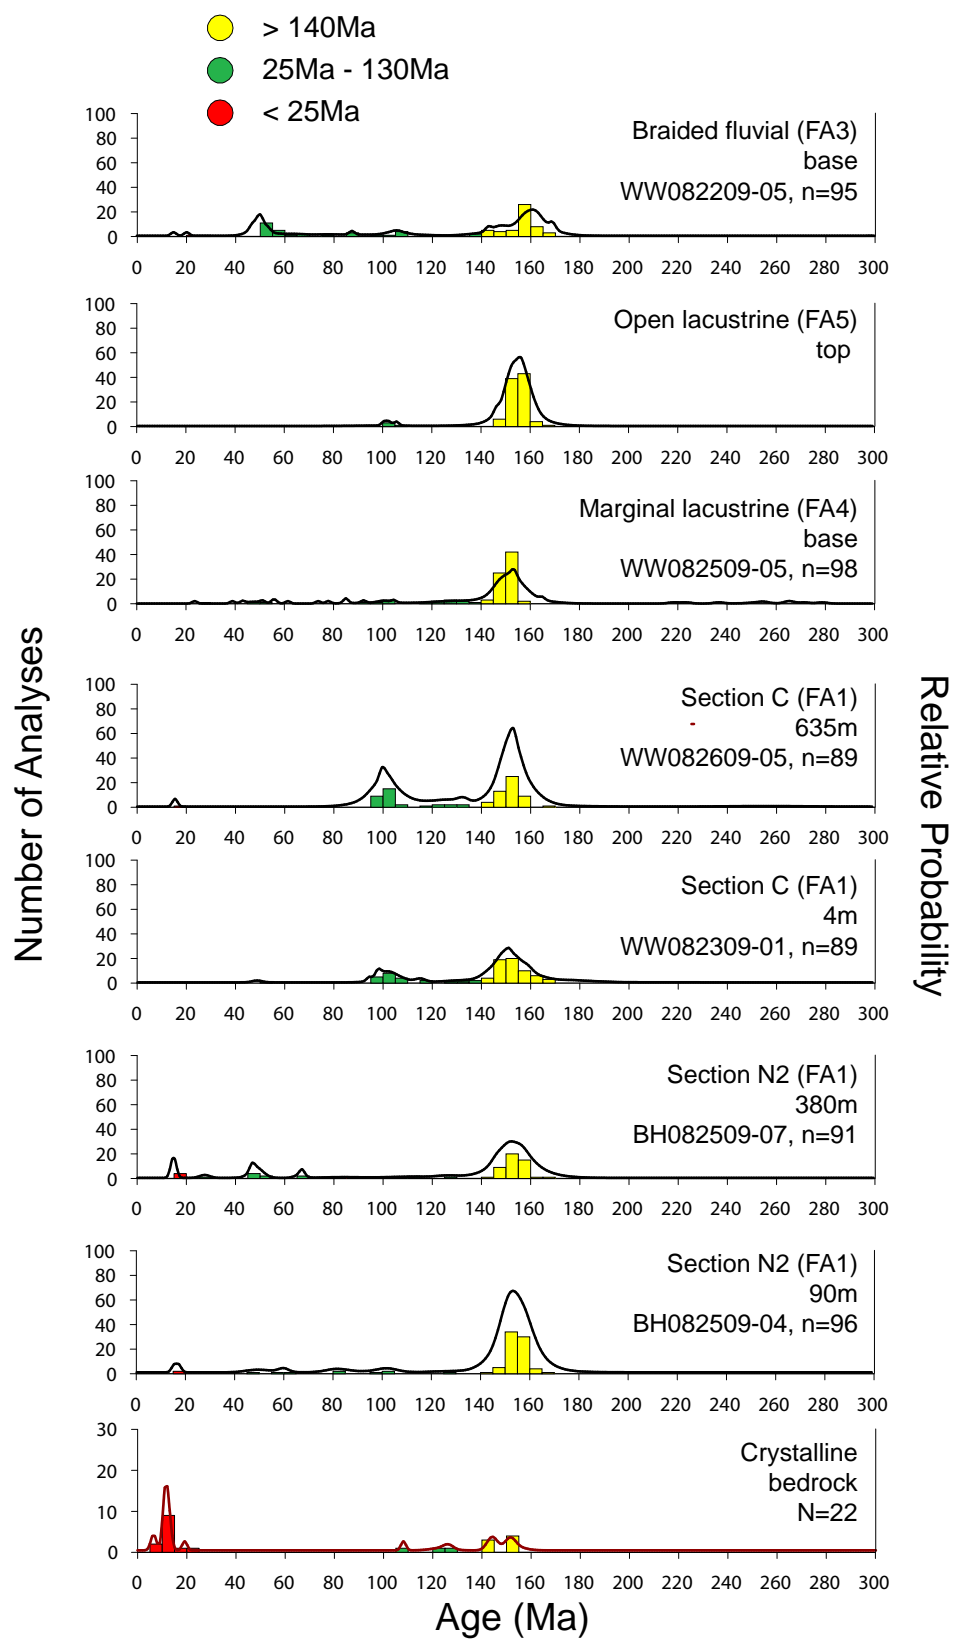 > 140Ma
25Ma - 130Ma
< 25Ma
Number of Analyses
Relative Probability
Braided fluvial (FA3)
base
WW082209-05, n=95
100
80
60
40
20
0
0 20 40 60 80 100 120 140 160 180 200 220 240 260 280 300
Open lacustrine (FA5)
top
100
80
60
40
20
0
0 20 40 60 80 100 120 140 160 180 200 220 240 260 280 300
Marginal lacustrine (FA4)
base
WW082509-05, n=98
100
80
60
40
20
0
0 20 40 60 80 100 120 140 160 180 200 220 240 260 280 300
Section C (FA1)
635m
WW082609-05, n=89
100
80
60
40
20
0
0 20 40 60 80 100 120 140 160 180 200 220 240 260 280 300
Section C (FA1)
4m
WW082309-01, n=89
100
80
60
40
20
0
0 20 40 60 80 100 120 140 160 180 200 220 240 260 280 300
Section N2 (FA1)
380m
BH082509-07, n=91
100
80
60
40
20
0
0 20 40 60 80 100 120 140 160 180 200 220 240 260 280 300
Section N2 (FA1)
90m
BH082509-04, n=96
100
80
60
40
20
0
0 20 40 60 80 100 120 140 160 180 200 220 240 260 280 300
Crystalline
bedrock
N=22
30
20
10
0
0 20 40 60 80 100 120 140 160 180 200 220 240 260 280 300
Age (Ma)